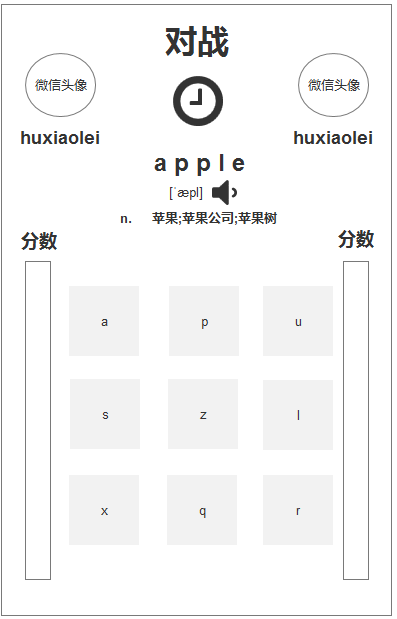 对战
微信头像 微信头像
huxiaolei huxiaolei
apple
[ˈæpl]
n. 苹果;苹果公司;苹果树
分数 分数
a p u
s z l
x q r